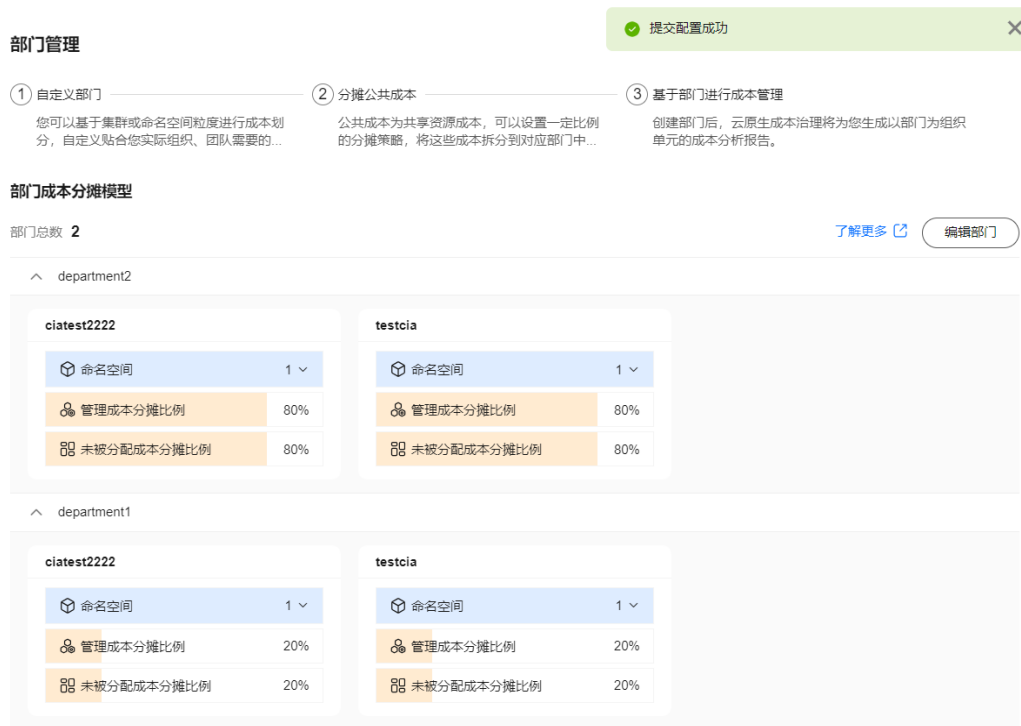 提交配置成功
部门管理
1 自定义部门
您可以基于集群或命名空间粒度进行成本划
分，自定义贴合您实际组织、团队需要的...
2 分摊公共成本
公共成本为共享资源成本，可以设置一定比例
的分摊策略，将这些成本拆分到对应部门中...
3 基于部门进行成本管理
创建部门后，云原生成本治理将为您生成以部门为组织
单元的成本分析报告。
部门成本分摊模型
部门总数 2
了解更多
编辑部门
department2
ciatest2222
命名空间 1
管理成本分摊比例 80%
未被分配成本分摊比例 80%
testcia
命名空间 1
管理成本分摊比例 80%
未被分配成本分摊比例 80%
department1
ciatest2222
命名空间 1
管理成本分摊比例 20%
未被分配成本分摊比例 20%
testcia
命名空间 1
管理成本分摊比例 20%
未被分配成本分摊比例 20%